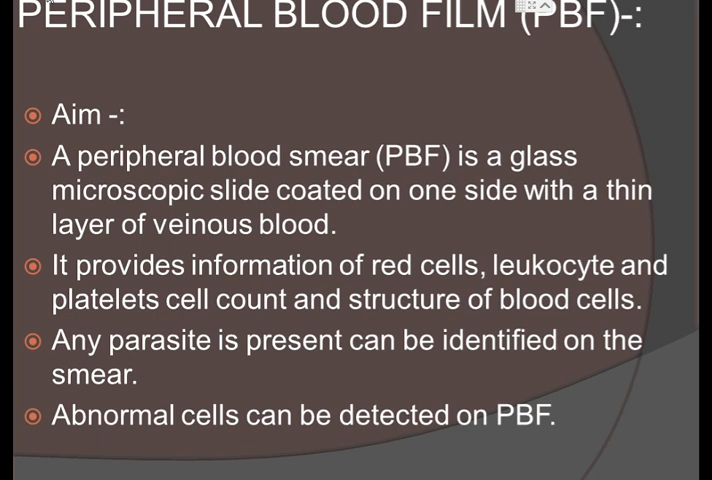 PERIPHERAL BLOOD FILM (PBF)-:
Aim -:
A peripheral blood smear (PBF) is a glass
microscopic slide coated on one side with a thin
layer of veinous blood.
It provides information of red cells, leukocyte and
platelets cell count and structure of blood cells.
Any parasite is present can be identified on the
smear.
Abnormal cells can be detected on PBF.